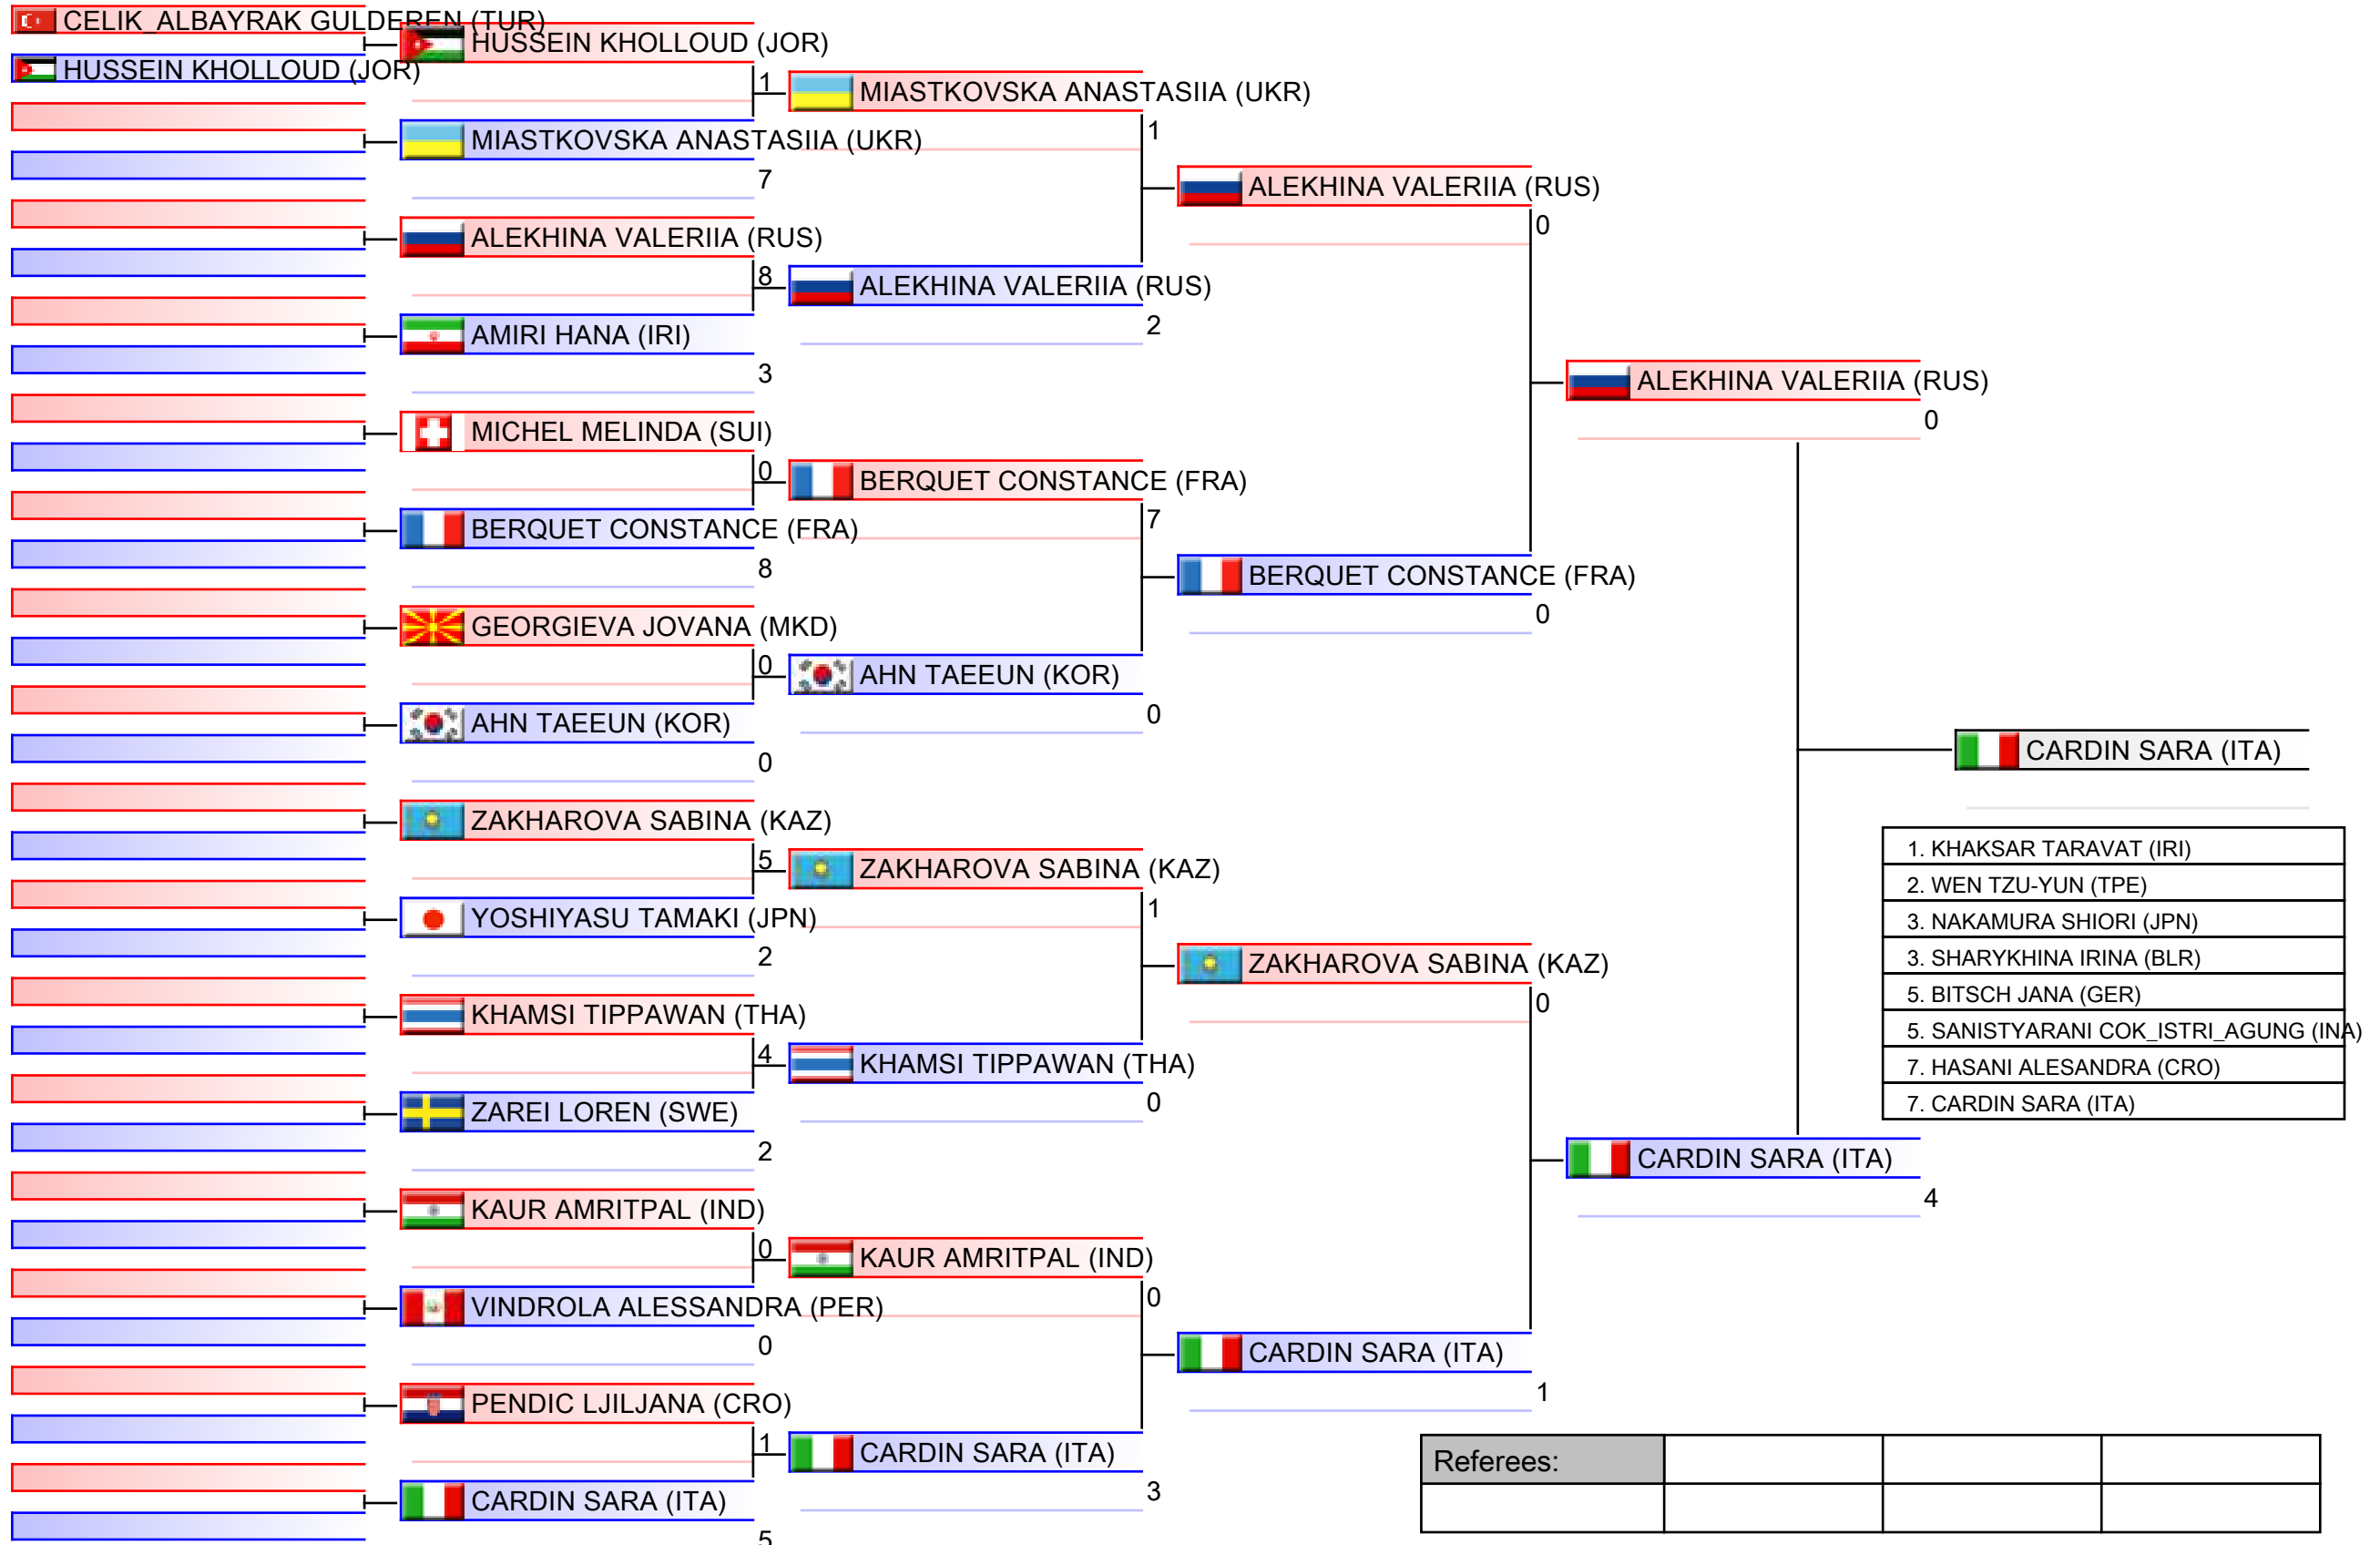 CELIK_ALBAYRAK GULDEREN (TUR)
HUSSEIN KHOLLOUD (JOR)
HUSSEIN KHOLLOUD (JOR)
1
MIASTKOVSKA ANASTASIIA (UKR)
7
ALEKHINA VALERIIA (RUS)
8
AMIRI HANA (IRI)
3
MICHEL MELINDA (SUI)
0
BERQUET CONSTANCE (FRA)
8
GEORGIEVA JOVANA (MKD)
0
AHN TAEEUN (KOR)
0
ZAKHAROVA SABINA (KAZ)
5
YOSHIYASU TAMAKI (JPN)
2
KHAMSI TIPPAWAN (THA)
4
ZAREI LOREN (SWE)
2
KAUR AMRITPAL (IND)
0
VINDROLA ALESSANDRA (PER)
0
PENDIC LJILJANA (CRO)
1
CARDIN SARA (ITA)
5
MIASTKOVSKA ANASTASIIA (UKR)
1
ALEKHINA VALERIIA (RUS)
2
BERQUET CONSTANCE (FRA)
7
AHN TAEEUN (KOR)
0
ZAKHAROVA SABINA (KAZ)
1
KHAMSI TIPPAWAN (THA)
0
KAUR AMRITPAL (IND)
0
CARDIN SARA (ITA)
3
ALEKHINA VALERIIA (RUS)
0
BERQUET CONSTANCE (FRA)
0
ZAKHAROVA SABINA (KAZ)
0
CARDIN SARA (ITA)
1
ALEKHINA VALERIIA (RUS)
0
CARDIN SARA (ITA)
4
CARDIN SARA (ITA)
1. KHAKSAR TARAVAT (IRI)
2. WEN TZU-YUN (TPE)
3. NAKAMURA SHIORI (JPN)
3. SHARYKHINA IRINA (BLR)
5. BITSCH JANA (GER)
5. SANISTYARANI COK_ISTRI_AGUNG (INA)
7. HASANI ALESANDRA (CRO)
7. CARDIN SARA (ITA)
Referees: